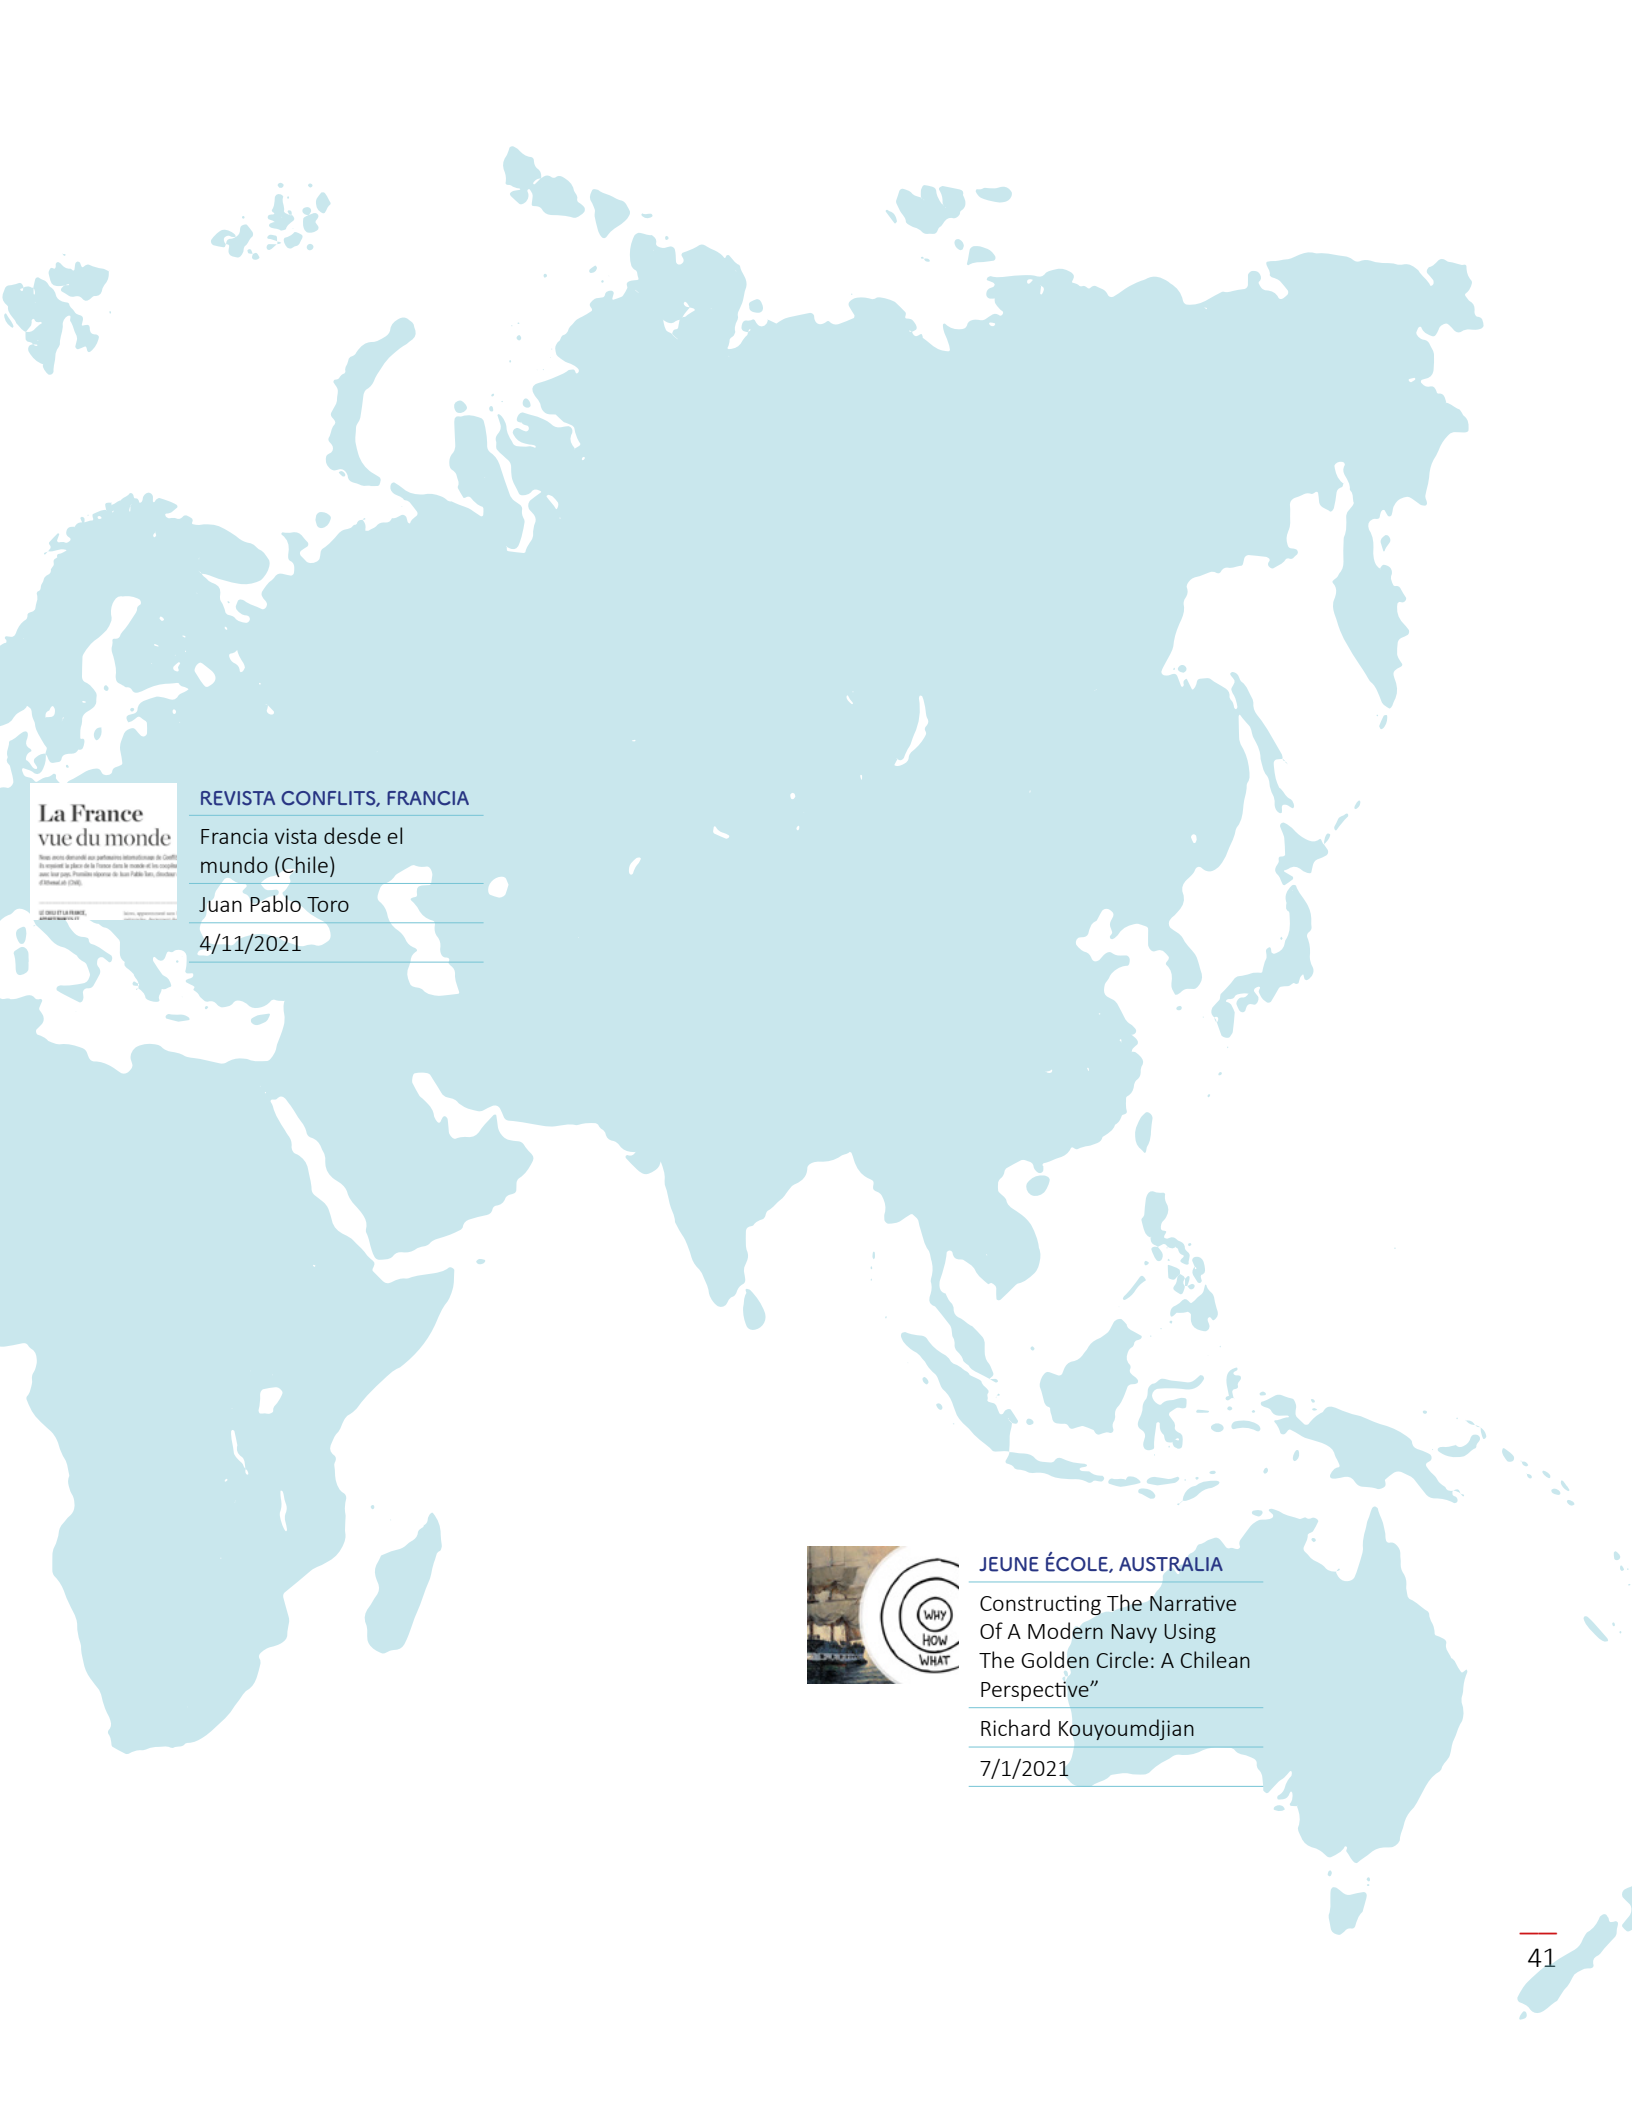 La France
vue du monde
REVISTA CONFLITS, FRANCIA
Francia vista desde el
mundo (Chile)
Juan Pablo Toro
4/11/2021
WHY
HOW
WHAT
JEUNE ÉCOLE, AUSTRALIA
Constructing The Narrative
Of A Modern Navy Using
The Golden Circle: A Chilean
Perspective”
Richard Kouyoumdjian
7/1/2021
41